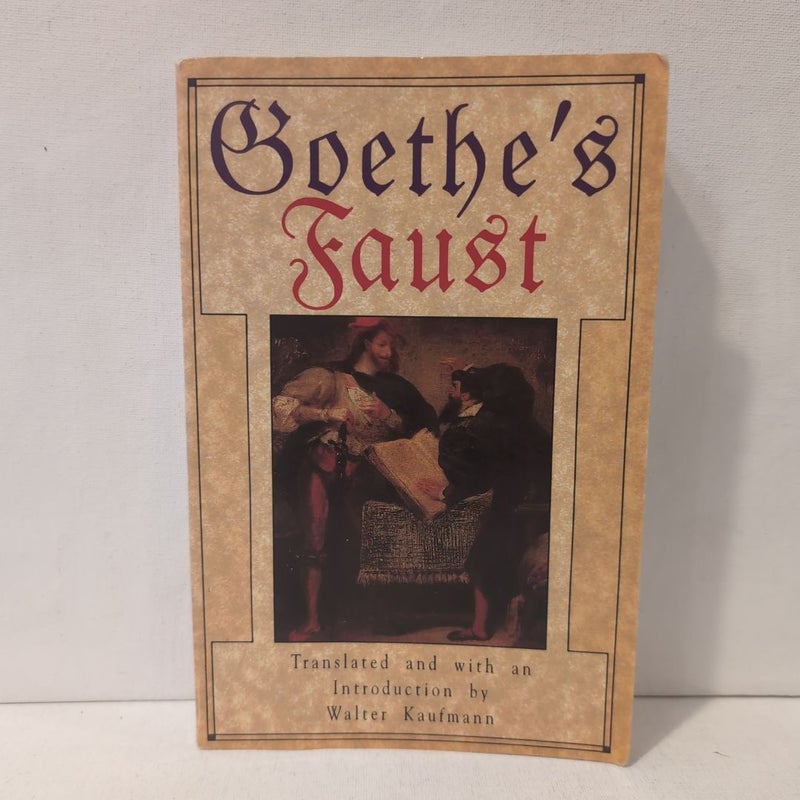 Goethe's
Faust
Translated and with an
Introduction by
Walter Kaufmann